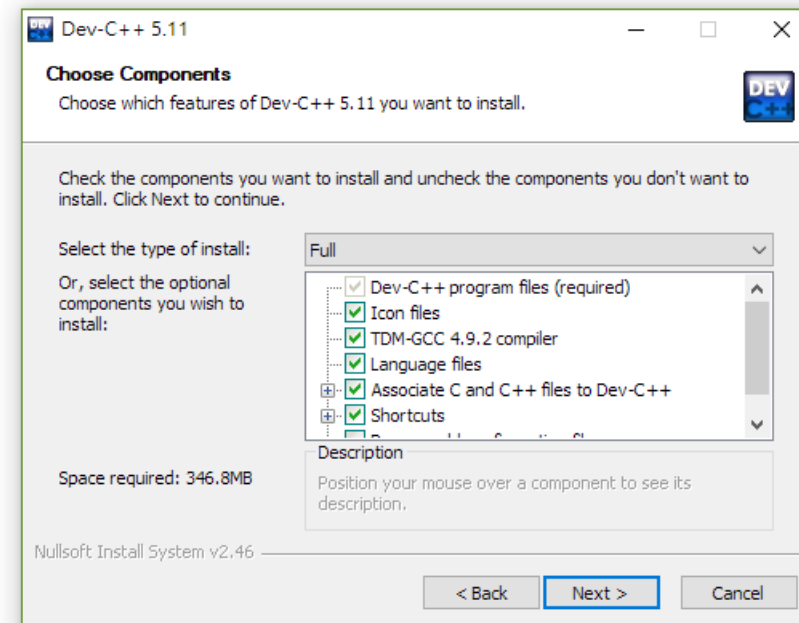 Dev-C++ 5.11
Choose Components
Choose which features of Dev-C++ 5.11 you want to install.
DEV
C++
Check the components you want to install and uncheck the components you don't want to
install. Click Next to continue.
Select the type of install:
Full
Or, select the optional
components you wish to
install:
Dev-C++ program files (required)
Icon files
TDM-GCC 4.9.2 compiler
Language files
Associate C and C++ files to Dev-C++
Shortcuts
Description
Position your mouse over a component to see its
description.
Space required: 346.8MB
Nullsoft Install System v2.46
< Back
Next >
Cancel